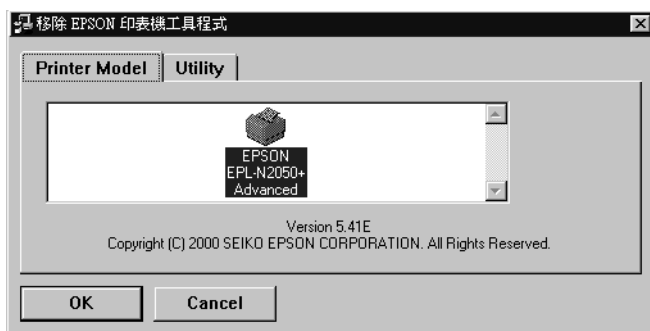 移除 EPSON 印表機工具程式
Printer Model
Utility
EPSON
EPL-N2050+
Advanced
Version 5.41E
Copyright (C) 2000 SEIKO EPSON CORPORATION. All Rights Reserved.
OK
Cancel